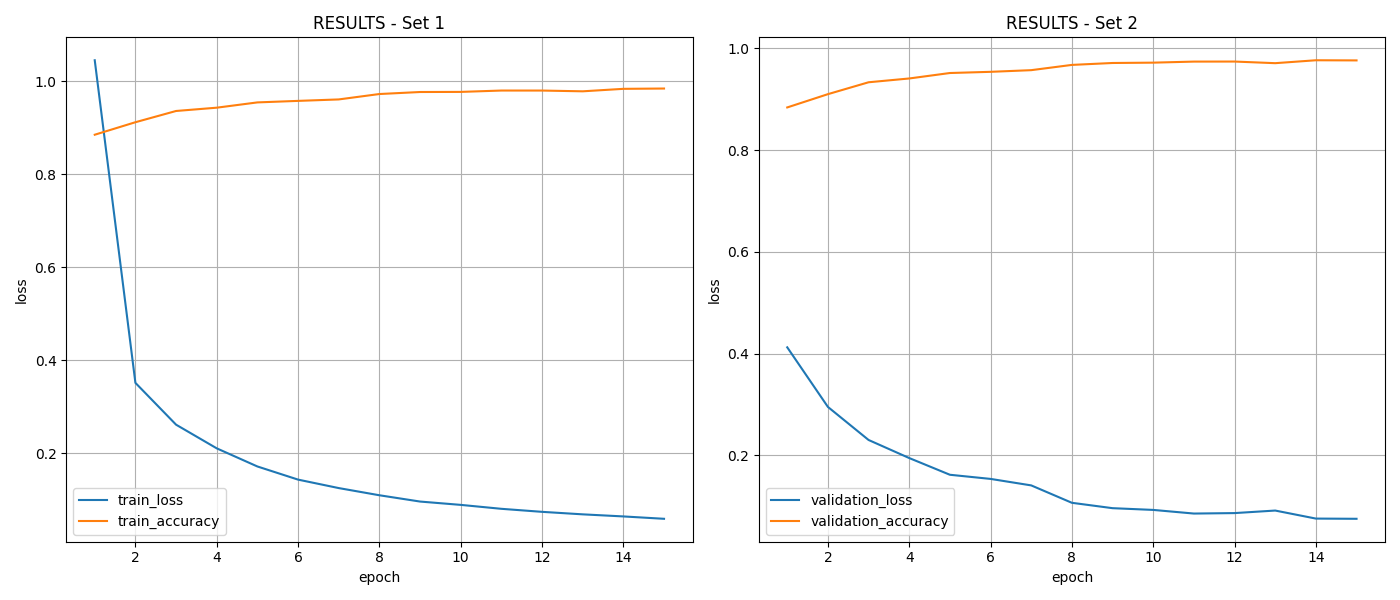 RESULTS - Set 1
1.0
0.8
0.6
0.4
0.2
loss
train_loss
train_accuracy
2 4 6 8 10 12 14
epoch
RESULTS - Set 2
1.0
0.8
0.6
0.4
0.2
loss
validation_loss
validation_accuracy
2 4 6 8 10 12 14
epoch